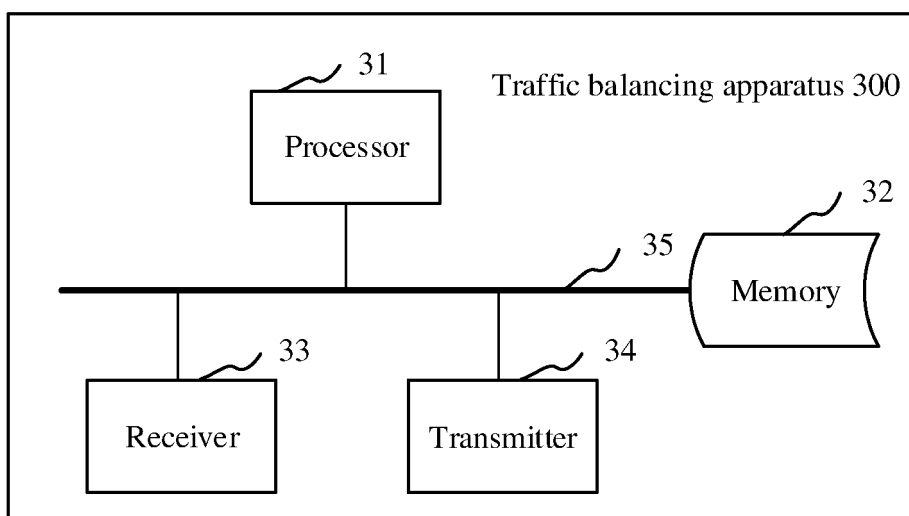 31
Traffic balancing apparatus 300
Processor
32
35
Memory
33
34
Receiver
Transmitter